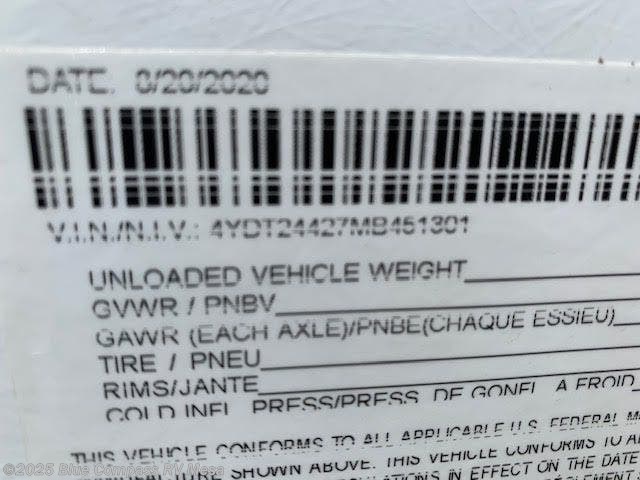 DATE. 8/20/2020
V.I.N./N.I.V.: 4YDT24427MB451301
UNLOADED VEHICLE WEIGHT
GVWR / PNBV
GAWR (EACH AXLE)/PNBE(CHAQUE ESSIEU)
TIRE / PNEU
RIMS/JANTE
COLD INFL. PRESS/PRESS. DE GONFL. A FROID
THIS VEHICLE CONFORMS TO ALL APPLICABLE U.S. FEDERAL M
SHOWN ABOVE. THIS VEHICLE CONFORMS TO A
IN EFFECT ON THE DATE
©2025 Blue Compass RV Mesa